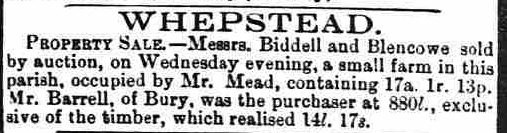 WHEPSTEAD.
PROPERTY SALE.—Messrs. Biddell and Blencowe sold
by auction, on Wednesday evening, a small farm in this
parish, occupied by Mr. Mead, containing 17a. 1r. 13p.
Mr. Barrell, of Bury, was the purchaser at 880l., exclu-
sive of the timber, which realised 14l. 17s.